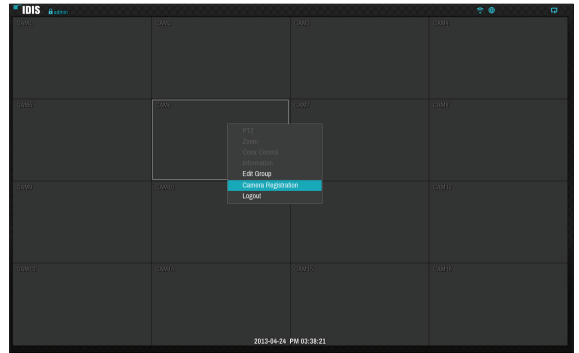 IDIS admin
CAM1 CAM2 CAM3 CAM4
CAM5 CAM6 CAM7 CAM8
PTZ
Zoom
Color Control
Information
Edit Group
Camera Registration
Logout
CAM9 CAM10 CAM12
CAM13 CAM14 CAM15 CAM16
2013-04-24 PM 03:38:21